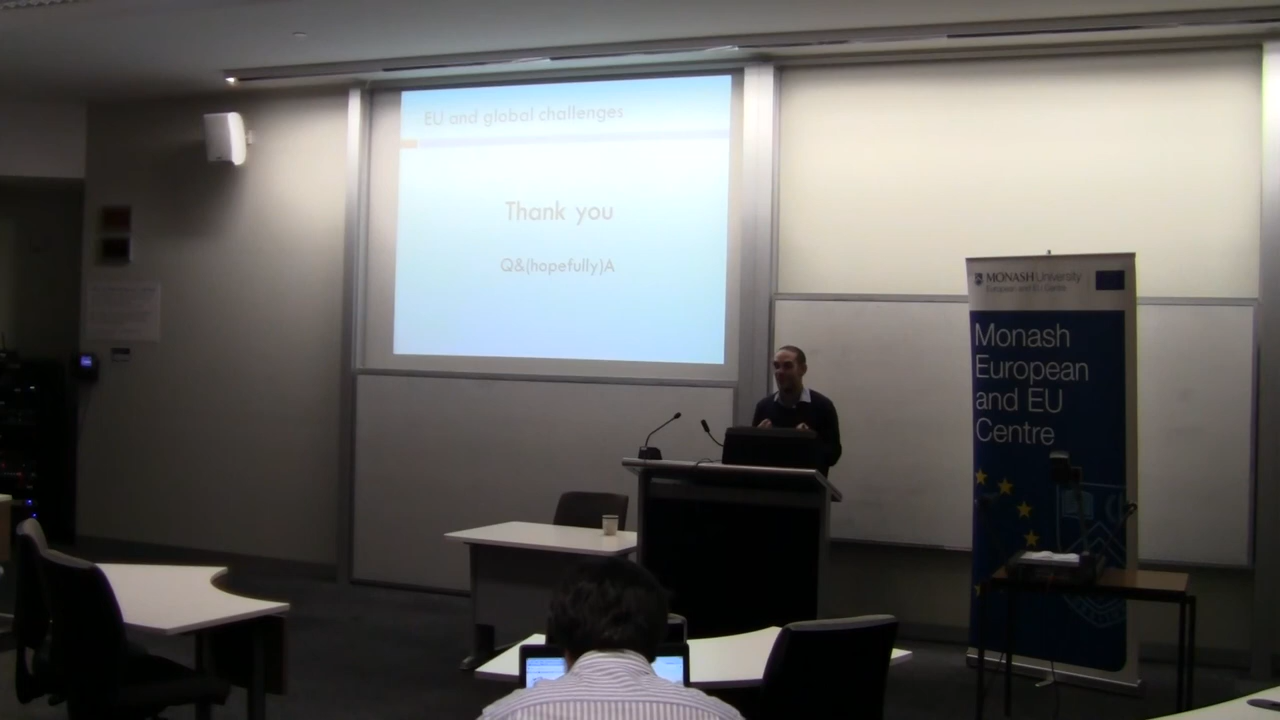 EU and global challenges
Thank you
Q&(hopefully)A
MONASH University
European and EU Centre
Monash
European
and EU
Centre